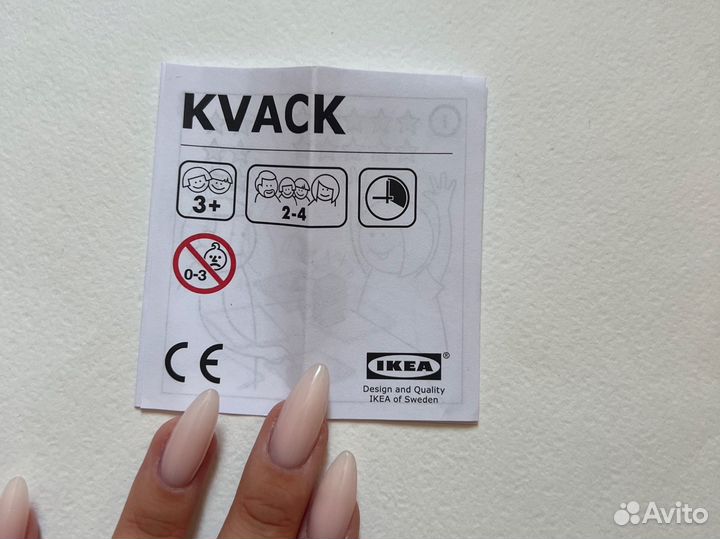 KVACK
3+
2-4
0-3
CE
IKEA®
Design and Quality
IKEA of Sweden
Avito